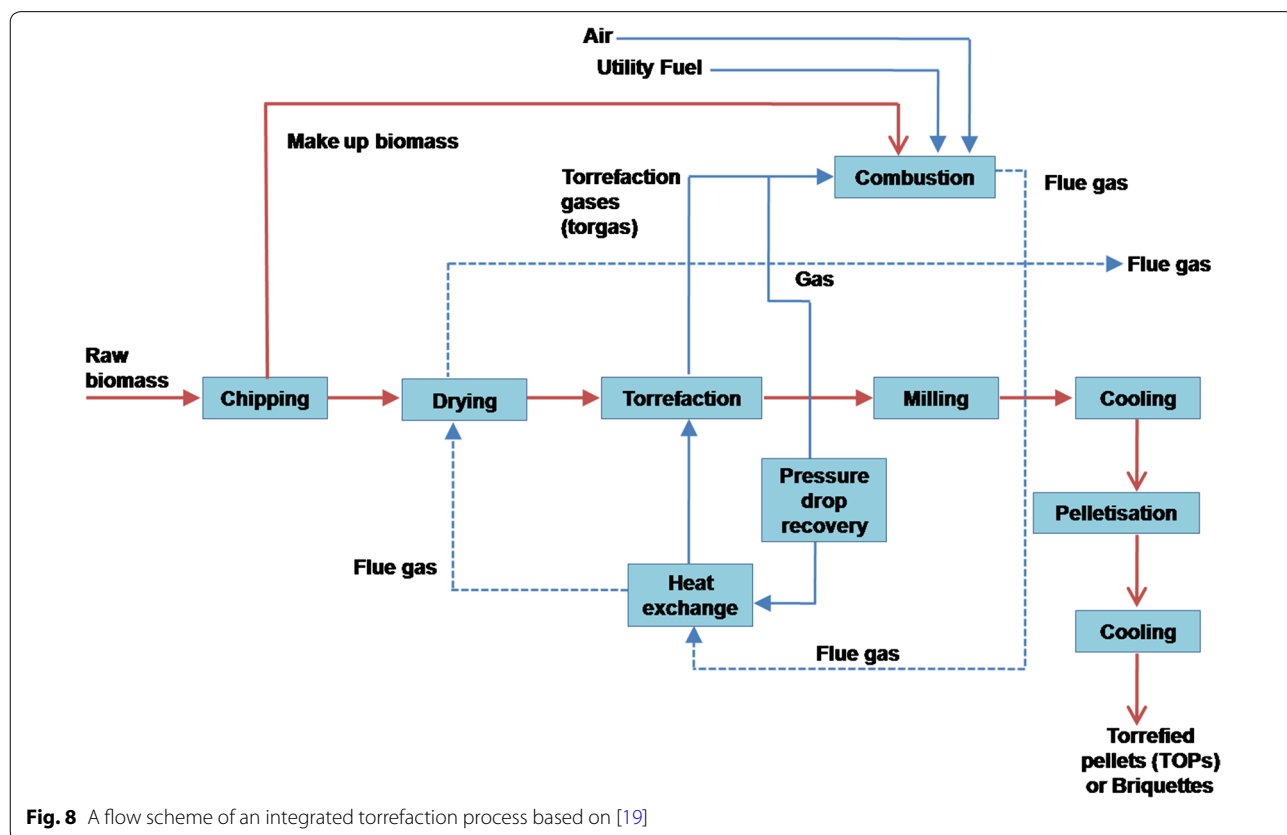 Air
Utility Fuel
Make up biomass
Torrefaction
gases
(torgas)
Combustion
Flue gas
Flue gas
Gas
Raw
biomass
Chipping
Drying
Torrefaction
Milling
Cooling
Pressure
drop
recovery
Pelletisation
Flue gas
Heat
exchange
Cooling
Flue gas
Torrefied
pellets (TOPs)
or Briquettes
Fig. 8 A flow scheme of an integrated torrefaction process based on [19]